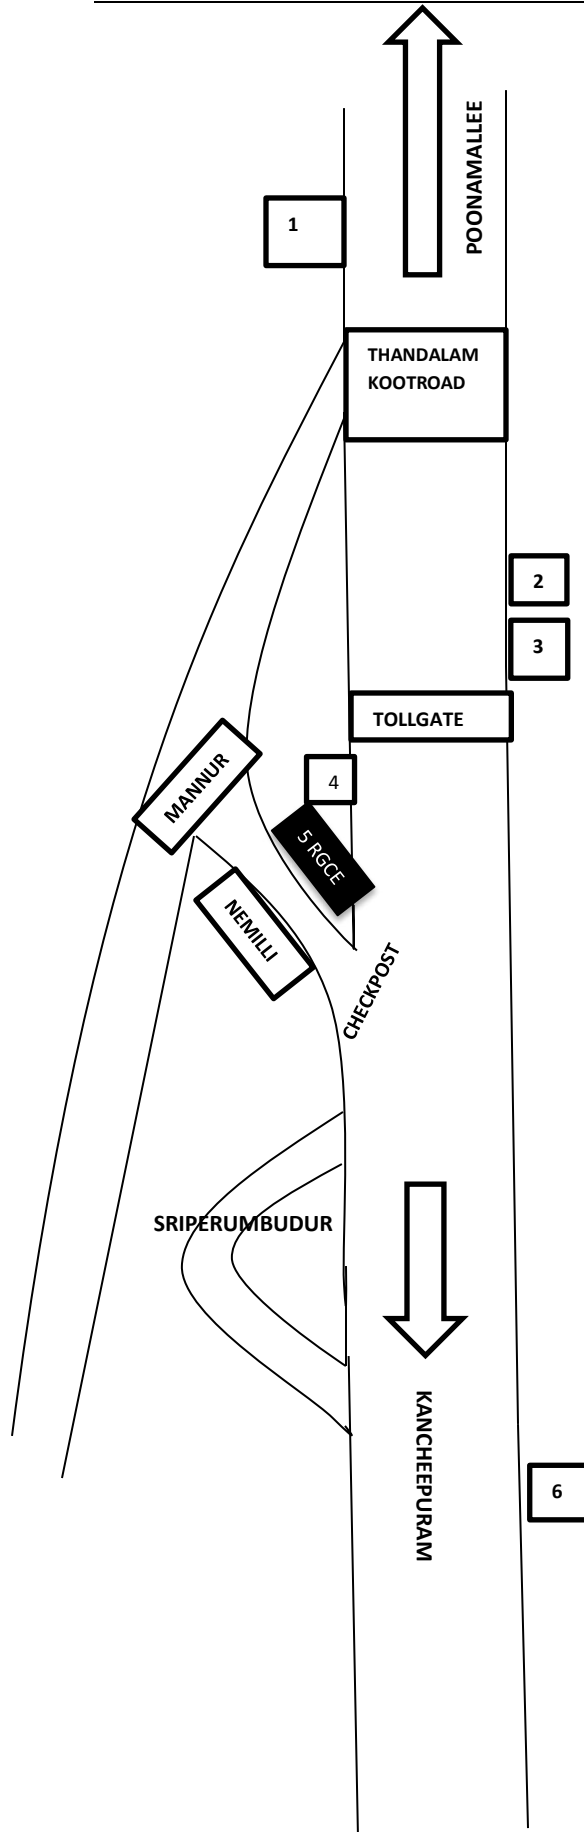 POONAMALLEE
1
THANDALAM
KOOTROAD
2
3
TOLLGATE
MANNUR
4
5 RGCE
NEMILLI
CHECKPOST
SRIPERUMBUDUR
KANCHEEPURAM
6